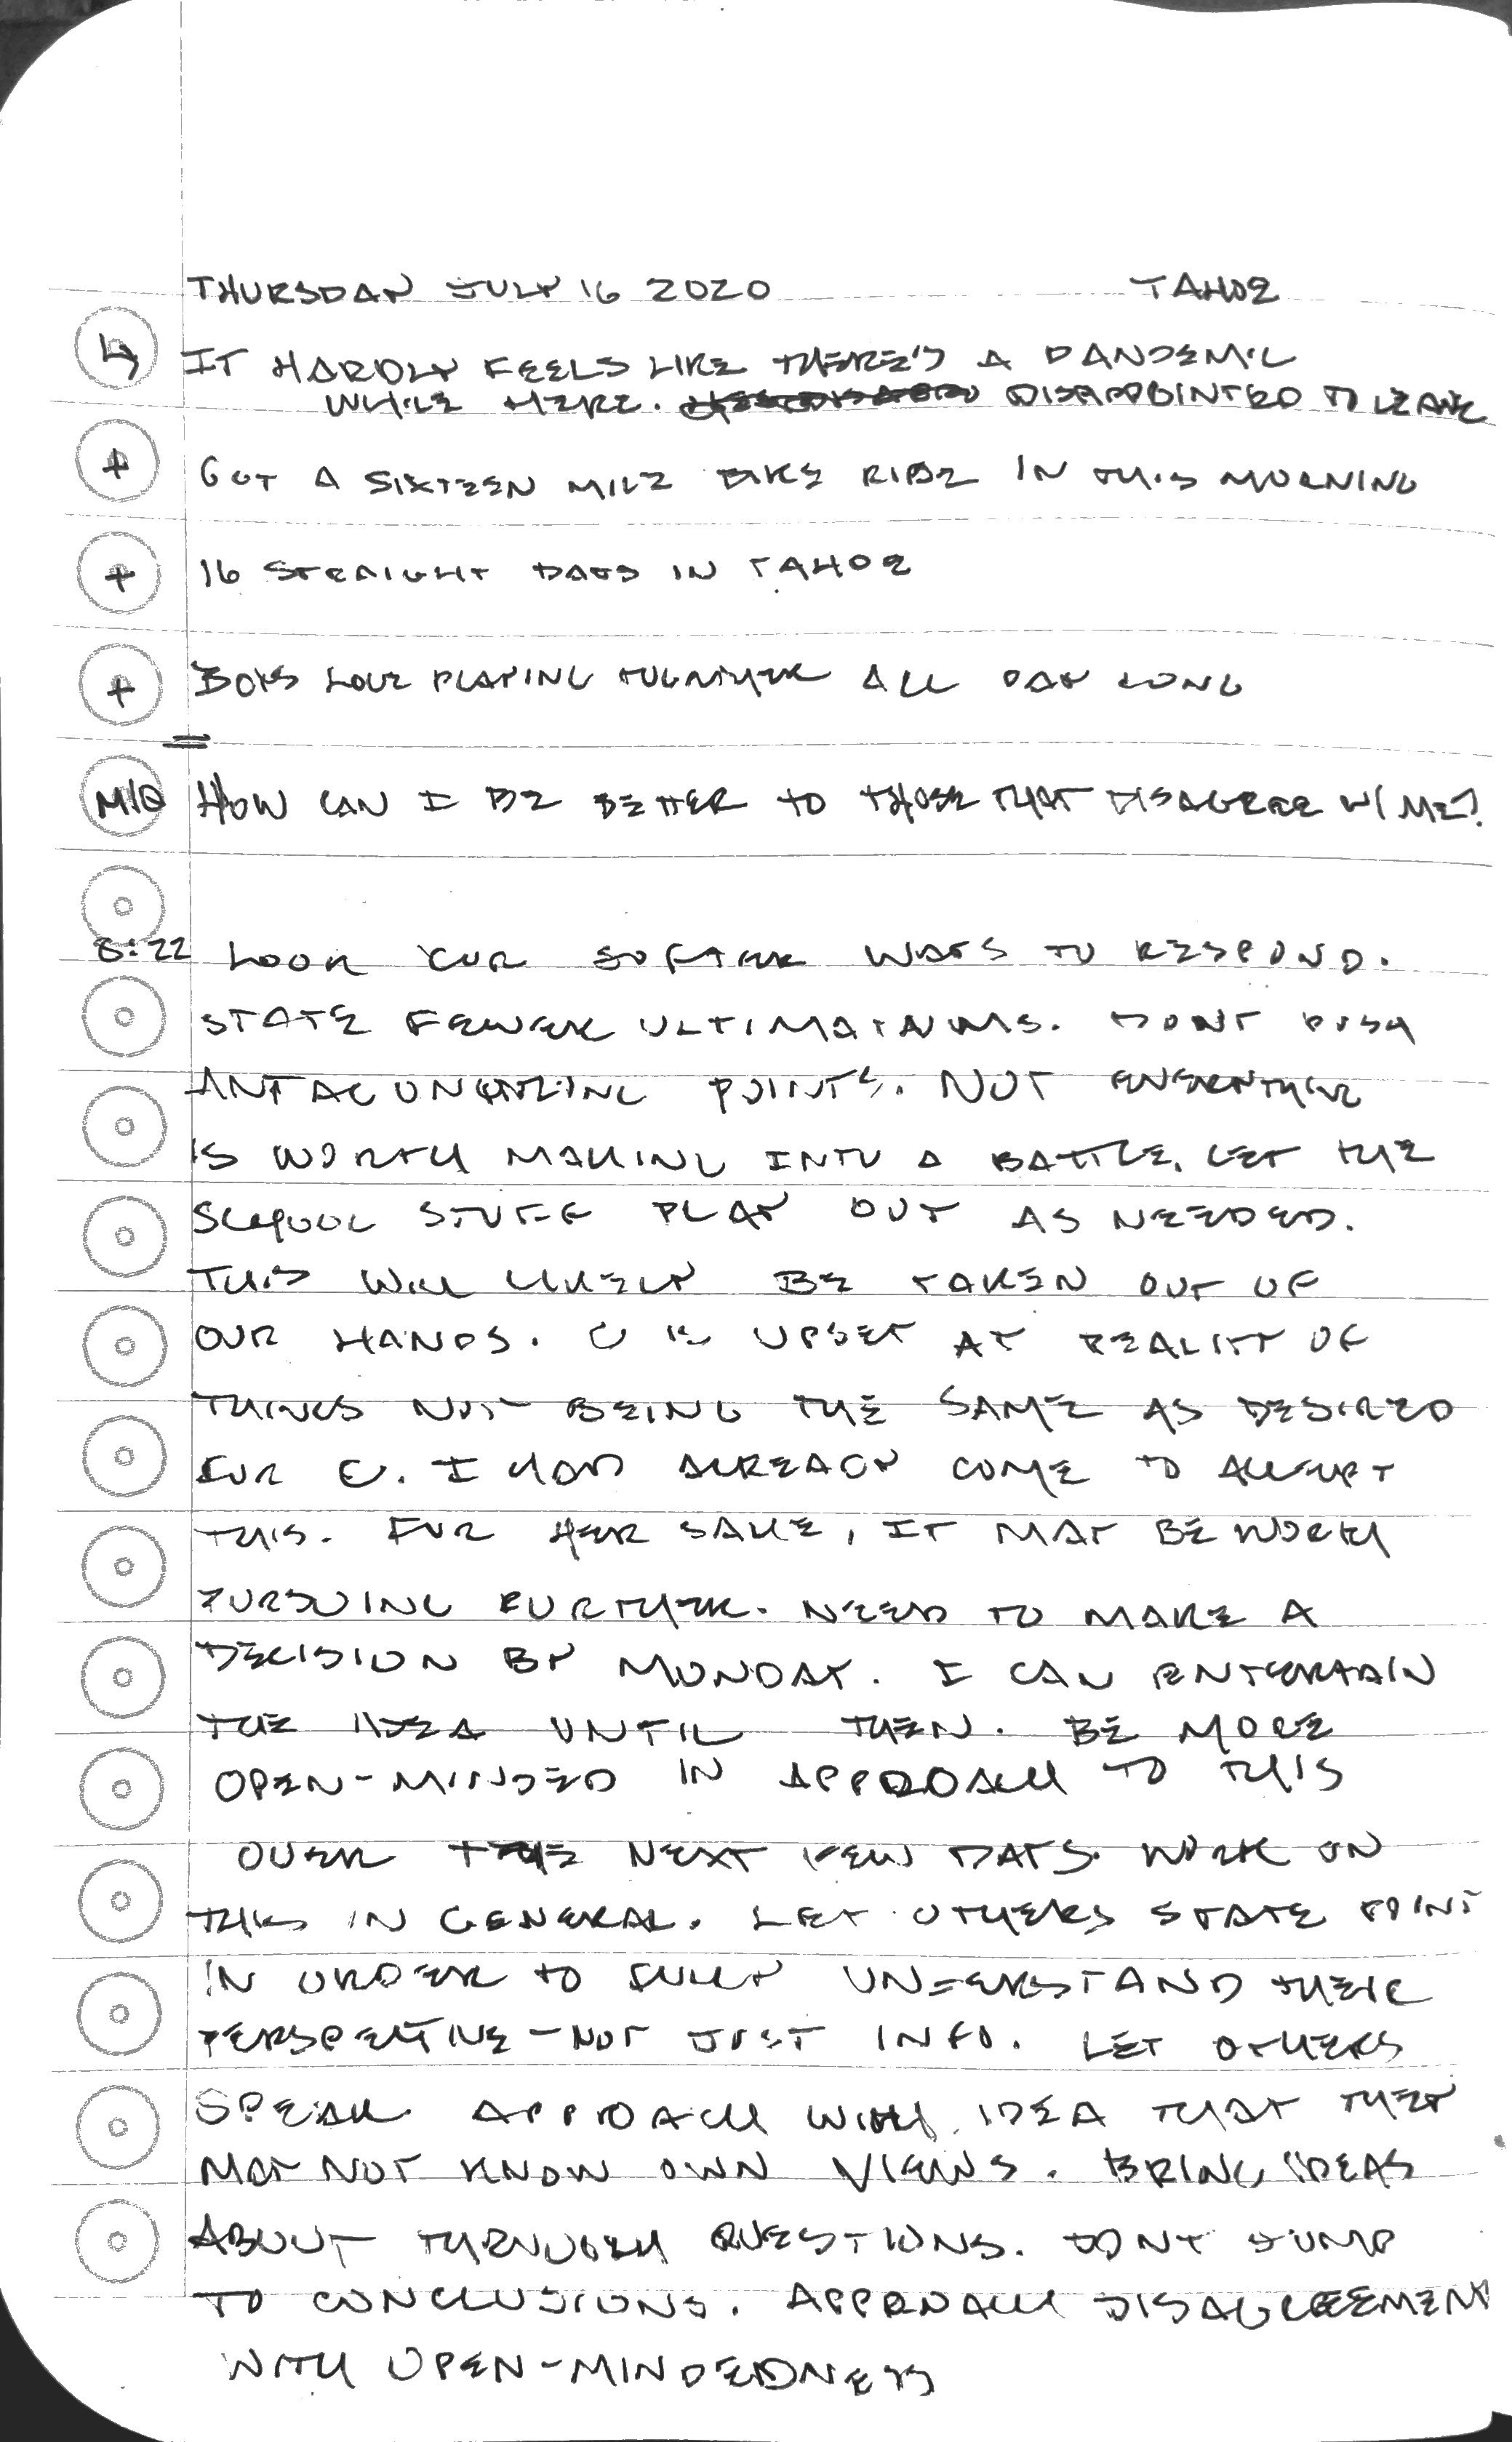 THURSDAY JULY 16 2020 TAHOE
↳ IT HARDLY FEELS LIKE THERE'S A PANDEMIC
WHILE HERE. DISAPPOINTED TO LEAVE
+ GOT A SIXTEEN MILE BIKE RIDE IN THIS MORNING
+ 16 STRAIGHT DAYS IN TAHOE
+ BOYS LOVE PLAYING TOGETHER ALL DAY LONG
=
M/Q HOW CAN I BE BETTER TO THOSE THAT DISAGREE W/ ME?
8:22 LOOK FOR SOFTER WAYS TO RESPOND.
STATE FEWER ULTIMATUMS. DONT PUSH
ANTAGONIZING POINTS. NOT EVERYTHING
IS WORTH MAKING INTO A BATTLE. LET THE
SCHOOL STUFF PLAY OUT AS NEEDED.
THIS WILL LIKELY BE TAKEN OUT OF
OUR HANDS. C IS UPSET AT REALITY OF
THINGS NOT BEING THE SAME AS DESIRED
FOR C. I HAD ALREADY COME TO ACCEPT
THIS. FOR HER SAKE, IT MAY BE WORTH
PURSUING FURTHER. NEED TO MAKE A
DECISION BY MONDAY. I CAN ENTERTAIN
THE IDEA UNTIL THEN. BE MORE
OPEN-MINDED IN APPROACH TO THIS
OVER THE NEXT FEW DAYS. WORK ON
THIS IN GENERAL. LET OTHERS STATE POINT
IN ORDER TO FULLY UNDERSTAND THEIR
PERSPECTIVE - NOT JUST INFO. LET OTHERS
SPEAK. APPROACH WITH IDEA THAT THEY
MAY NOT KNOW OWN VIEWS. BRING IDEAS
ABOUT THROUGH QUESTIONS. DONT JUMP
TO CONCLUSIONS. APPROACH DISAGREEMENT
WITH OPEN-MINDEDNESS